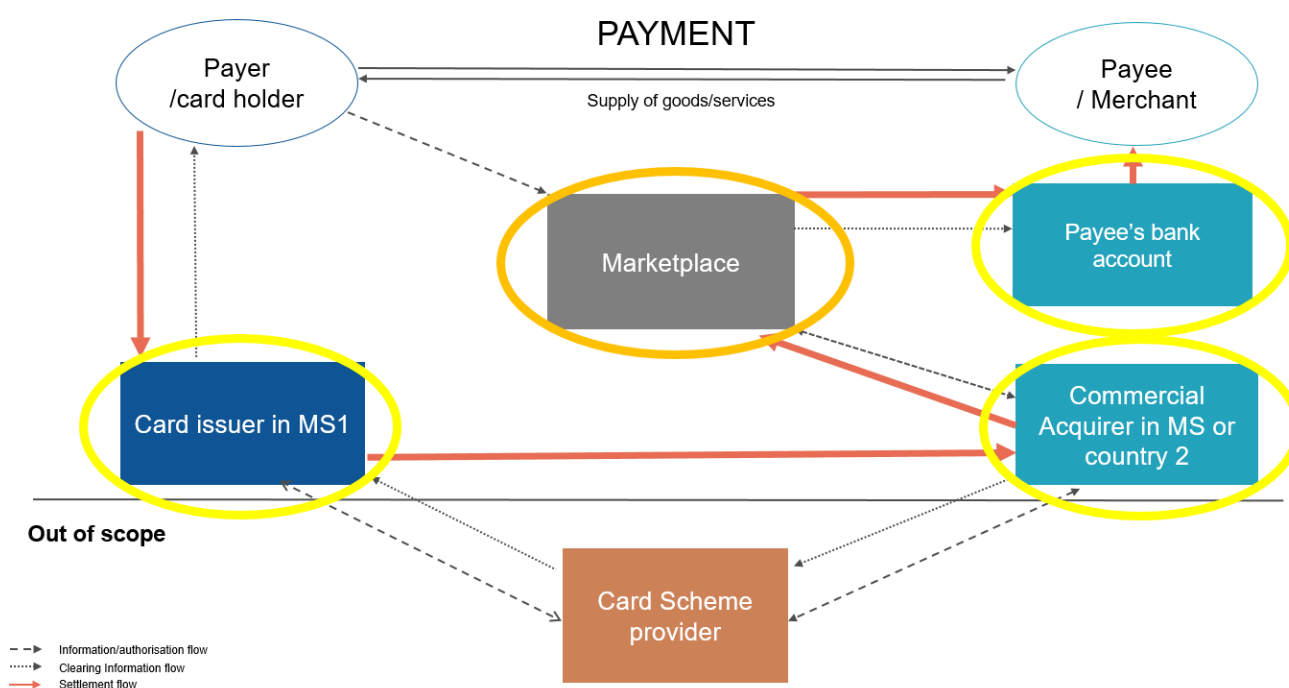 PAYMENT
Payer
/card holder
Payee
/ Merchant
Supply of goods/services
Marketplace
Payee's bank
account
Card issuer in MS1
Commercial
Acquirer in MS or
country 2
Out of scope
Card Scheme
provider
Information/authorisation flow
Clearing Information flow
Settlement flow